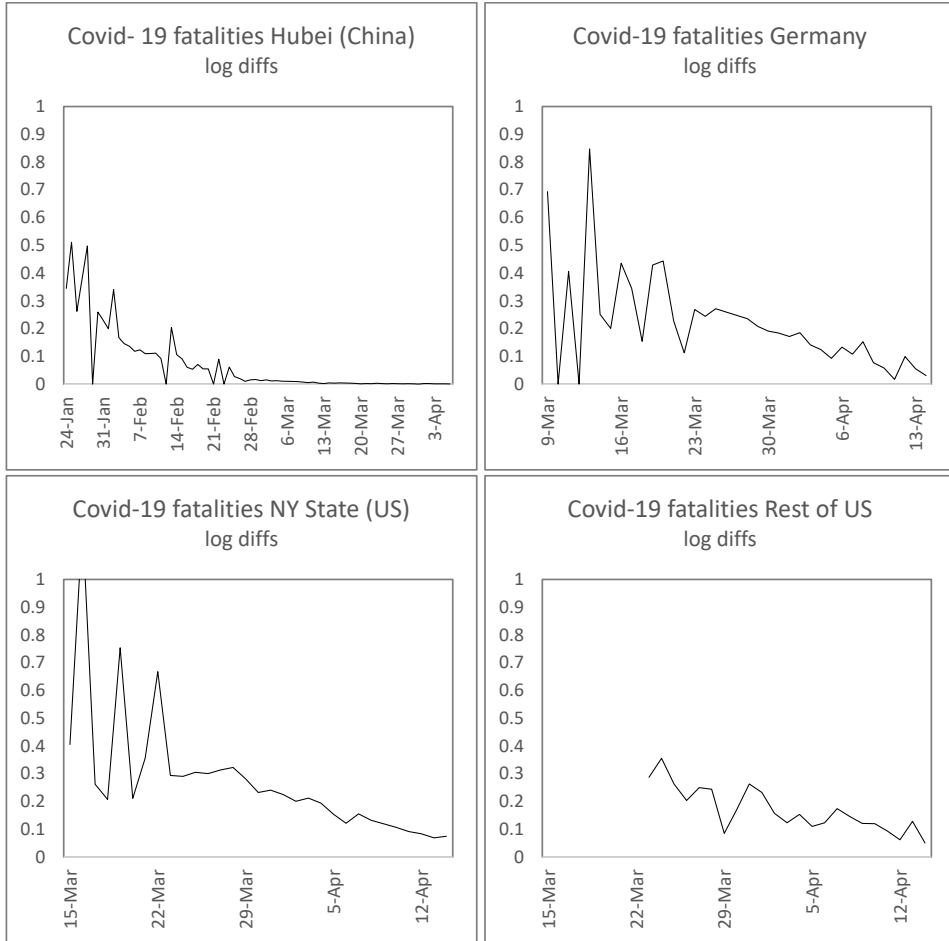 Covid- 19 fatalities Hubei (China)
log diffs
1
0.9
0.8
0.7
0.6
0.5
0.4
0.3
0.2
0.1
0
24-Jan
31-Jan
7-Feb
14-Feb
21-Feb
28-Feb
6-Mar
13-Mar
20-Mar
27-Mar
3-Apr
Covid-19 fatalities Germany
log diffs
1
0.9
0.8
0.7
0.6
0.5
0.4
0.3
0.2
0.1
0
9-Mar
16-Mar
23-Mar
30-Mar
6-Apr
13-Apr
Covid-19 fatalities NY State (US)
log diffs
1
0.9
0.8
0.7
0.6
0.5
0.4
0.3
0.2
0.1
0
15-Mar
22-Mar
29-Mar
5-Apr
12-Apr
Covid-19 fatalities Rest of US
log diffs
1
0.9
0.8
0.7
0.6
0.5
0.4
0.3
0.2
0.1
0
15-Mar
22-Mar
29-Mar
5-Apr
12-Apr